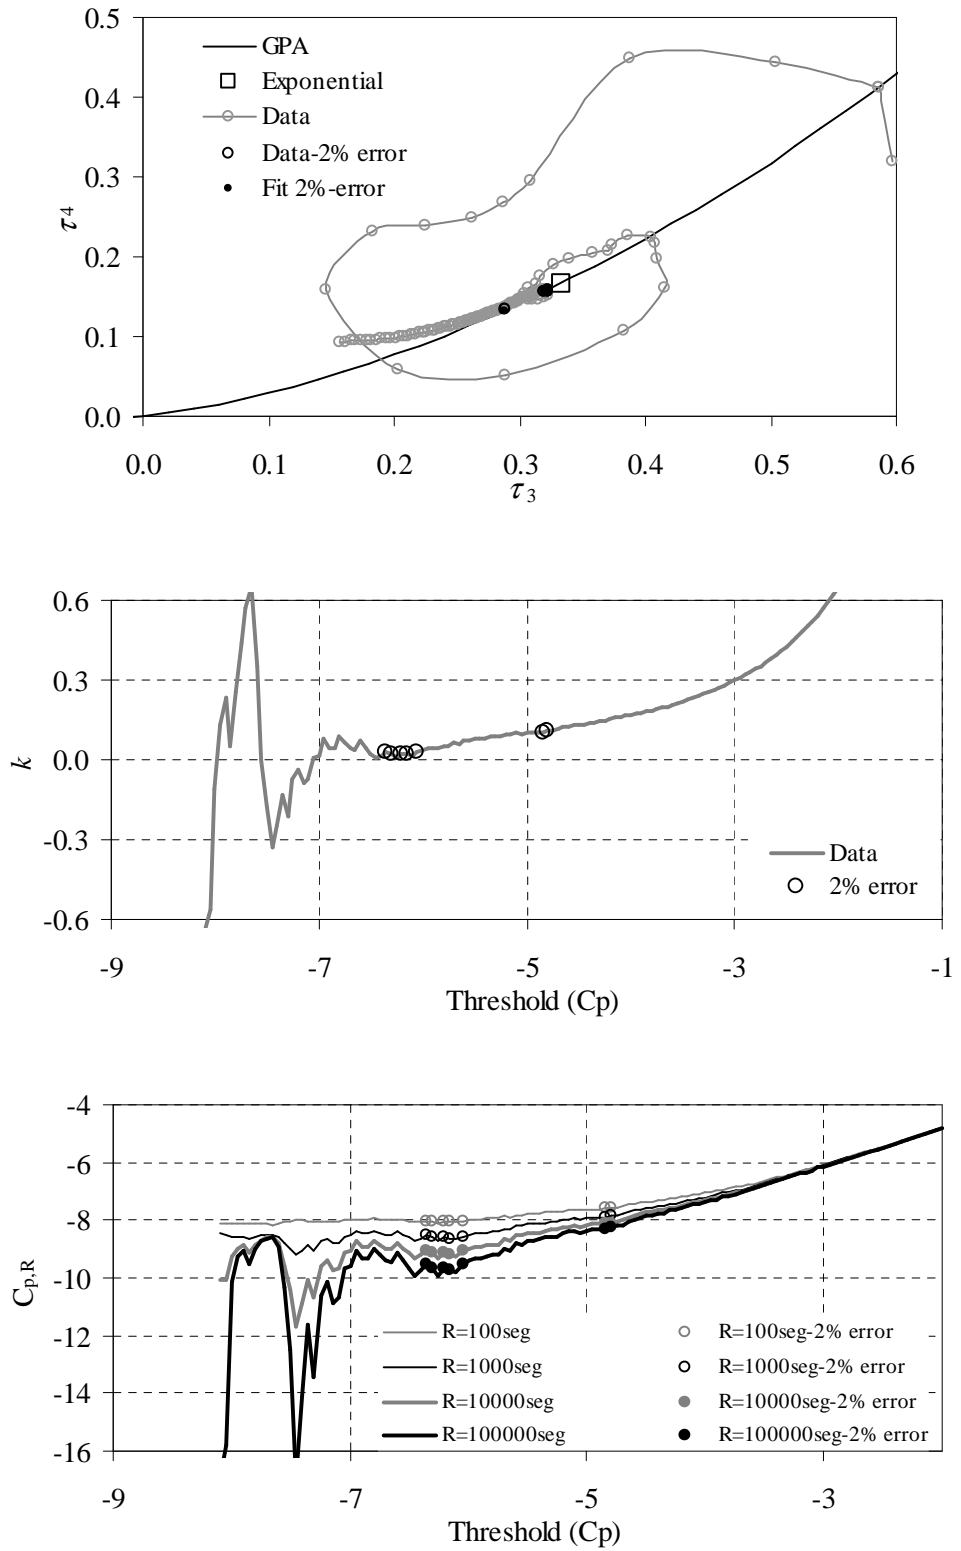 0.5
0.4
0.3
0.2
0.1
0.0
τ4
GPA
Exponential
Data
Data-2% error
Fit 2%-error
0.0 0.1 0.2 0.3 0.4 0.5 0.6
τ3
0.6
0.3
0.0
-0.3
-0.6
k
Data
2% error
-9 -7 -5 -3 -1
Threshold (Cp)
-4
-6
-8
-10
-12
-14
-16
Cp,R
R=100seg R=100seg-2% error
R=1000seg R=1000seg-2% error
R=10000seg R=10000seg-2% error
R=100000seg R=100000seg-2% error
-9 -7 -5 -3
Threshold (Cp)